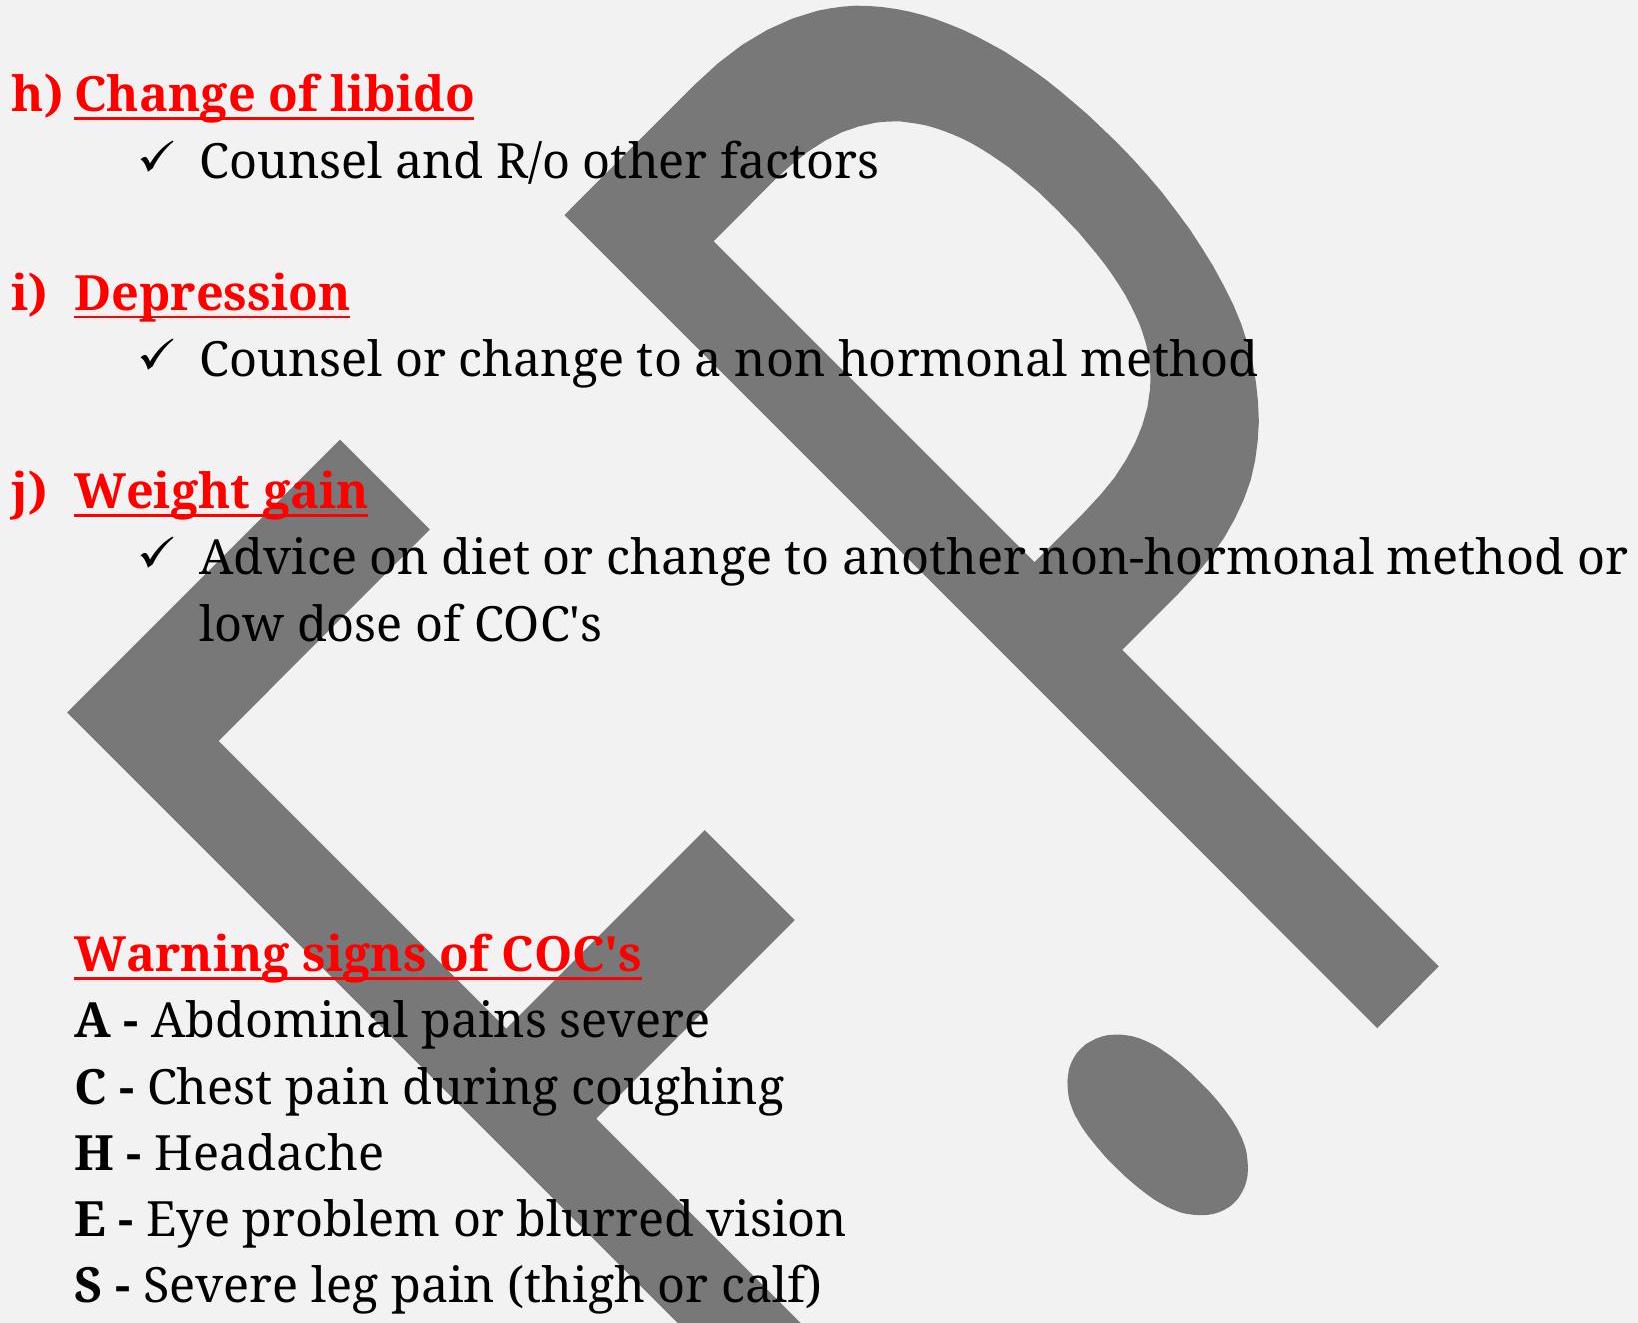 h) Change of libido
✓ Counsel and R/o other factors
i) Depression
✓ Counsel or change to a non hormonal method
j) Weight gain
✓ Advice on diet or change to another non-hormonal method or
low dose of COC's
Warning signs of COC's
A - Abdominal pains severe
C - Chest pain during coughing
H - Headache
E - Eye problem or blurred vision
S - Severe leg pain (thigh or calf)
F.P